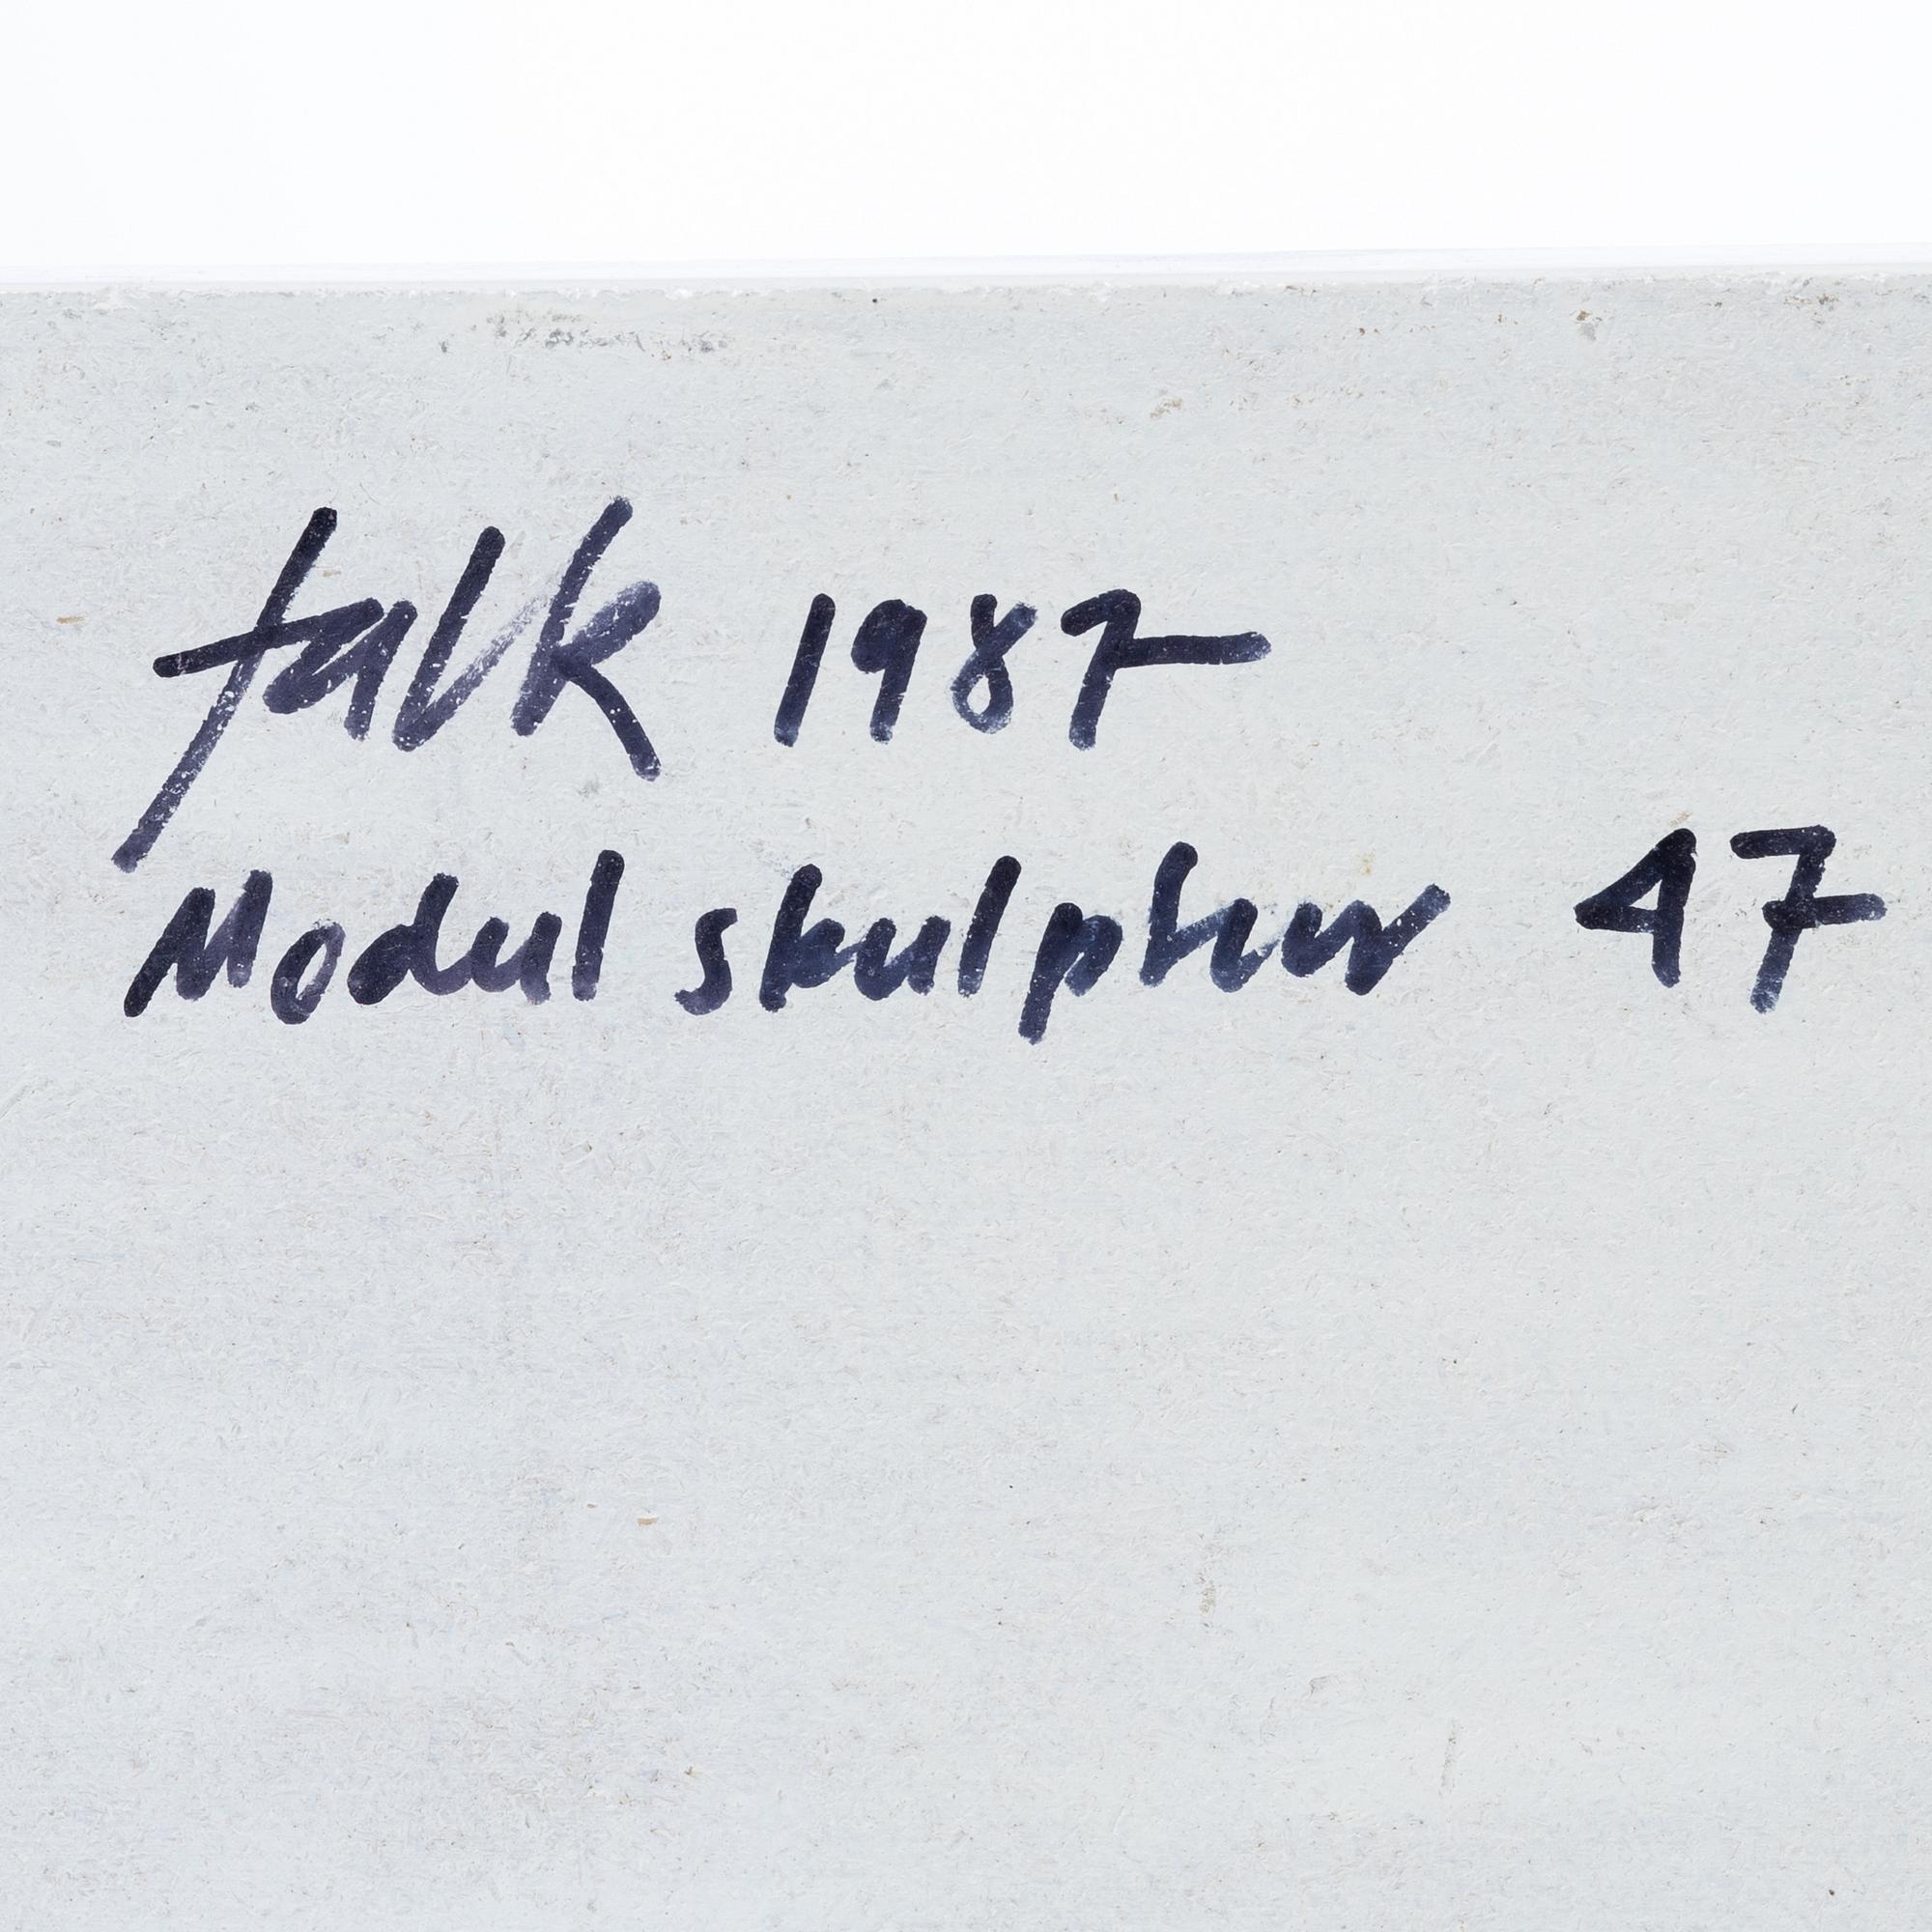 falk 1987
Modul skulptur 47